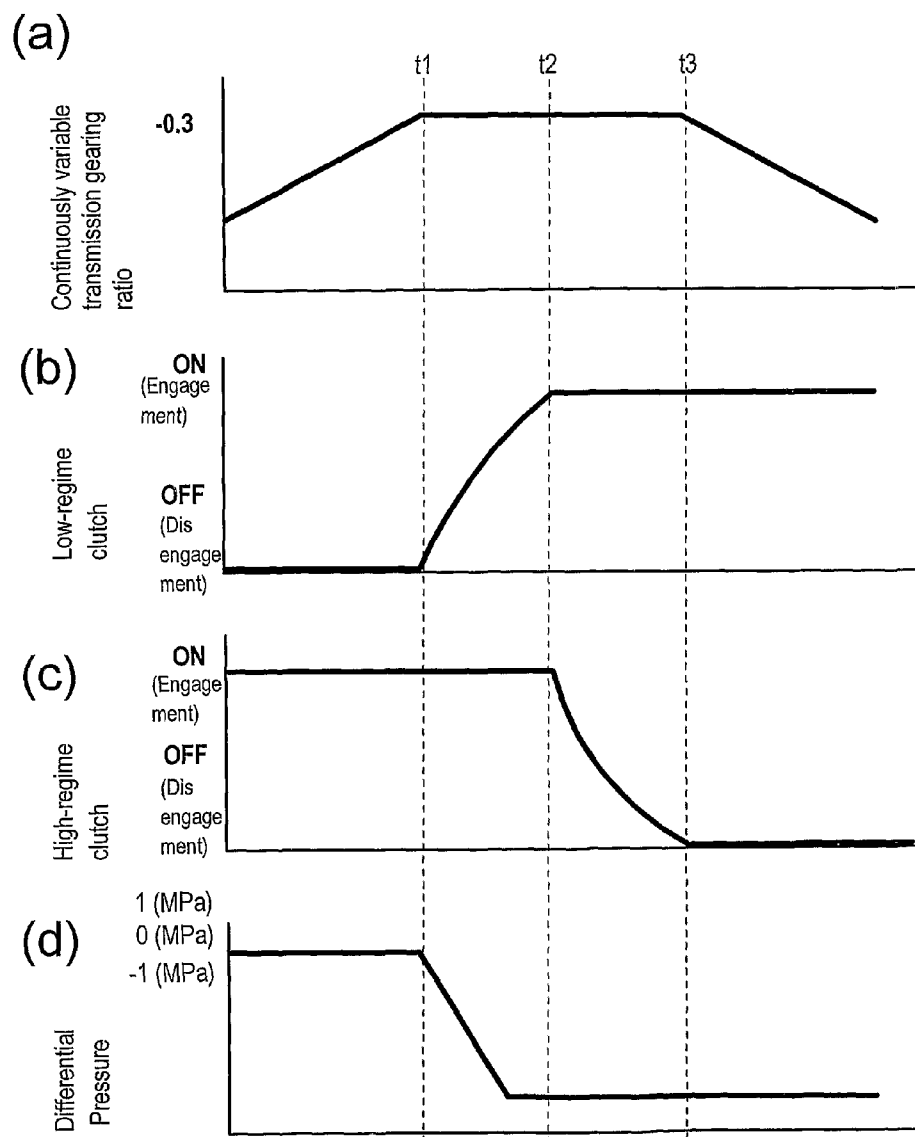 (a)
t1
t2
t3
Continuously variable
transmission gearing
ratio
-0.3
(b)
ON
(Engage
ment)
OFF
(Dis
engage
ment)
Low-regime
clutch
(c)
ON
(Engage
ment)
OFF
(Dis
engage
ment)
High-regime
clutch
(d)
1 (MPa)
0 (MPa)
-1 (MPa)
Differential
Pressure